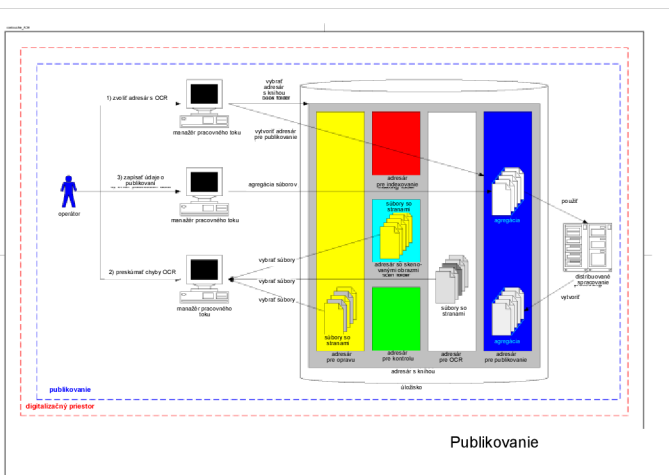 vybrať
adresár
s knihou
1) zvoliť adresár s OCR
manažér pracovného toku
vytvoriť adresár
pre publikovanie
3) zapísať údaje o
publikovaní
agregácia súborov
manažér pracovného toku
operátor
2) preskúmať chyby OCR
manažér pracovného
toku
vybrať súbory
vybrať súbory
vybrať súbory
adresár
pre indexovanie
súbory so
stranami
adresár so skeno-
vanými obrazmi
súbory so
stranami
súbory so
stranami
agregácia
agregácia
použiť
distribuované
spracovanie
vytvoriť
adresár
pre opravu
adresár
pre kontrolu
adresár
pre OCR
adresár
pre publikovanie
adresár s knihou
úložisko
publikovanie
digitalizačný priestor
Publikovanie